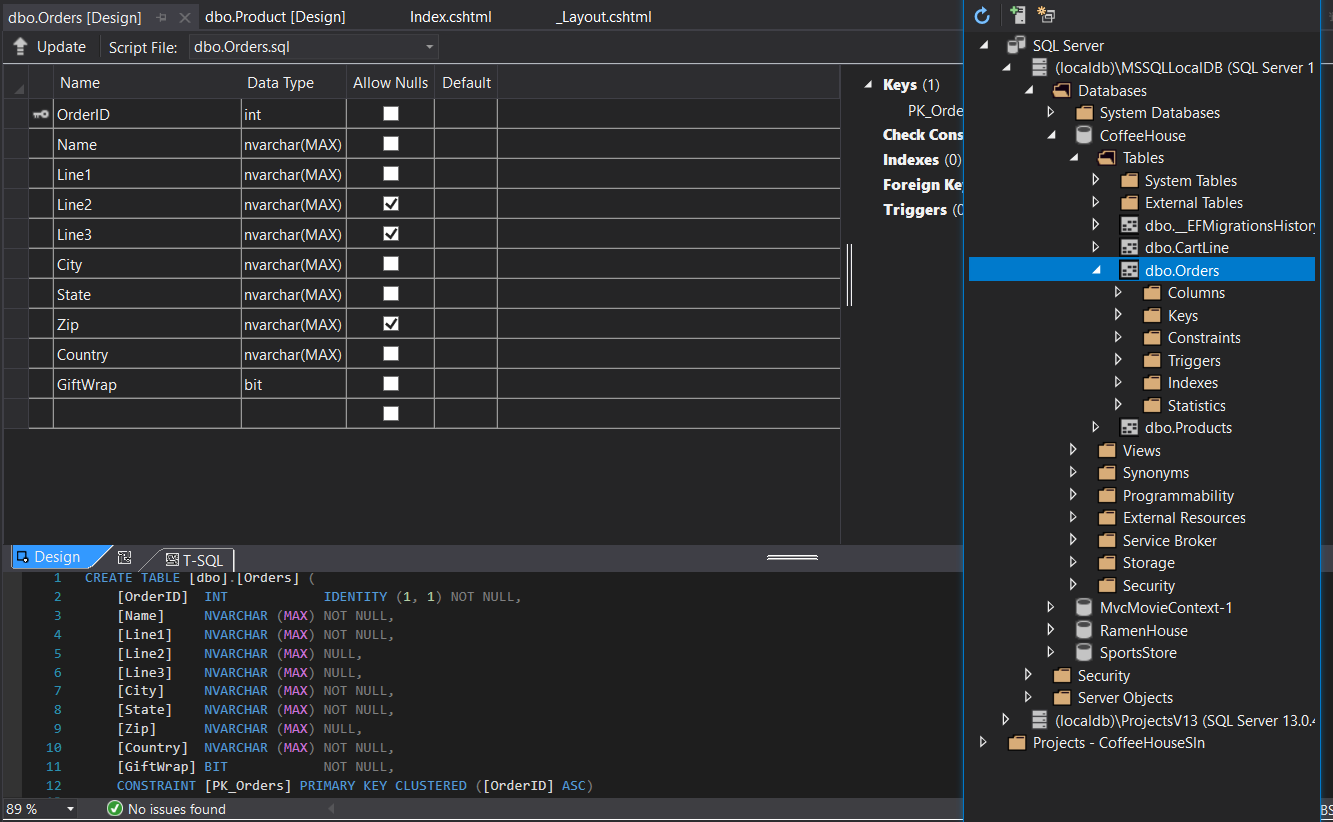 dbo.Orders [Design]
dbo.Product [Design]
Index.cshtml
_Layout.cshtml
Update
Script File:
dbo.Orders.sql
Name Data Type Allow Nulls Default
OrderID int
Name nvarchar(MAX)
Line1 nvarchar(MAX)
Line2 nvarchar(MAX)
Line3 nvarchar(MAX)
City nvarchar(MAX)
State nvarchar(MAX)
Zip nvarchar(MAX)
Country nvarchar(MAX)
GiftWrap bit
Keys (1)
PK_Orde
Check Cons
Indexes (0)
Foreign Key
Triggers (0
Design
T-SQL
1 CREATE TABLE [dbo].[Orders] (
2 [OrderID] INT IDENTITY (1, 1) NOT NULL,
3 [Name] NVARCHAR (MAX) NOT NULL,
4 [Line1] NVARCHAR (MAX) NOT NULL,
5 [Line2] NVARCHAR (MAX) NULL,
6 [Line3] NVARCHAR (MAX) NULL,
7 [City] NVARCHAR (MAX) NOT NULL,
8 [State] NVARCHAR (MAX) NOT NULL,
9 [Zip] NVARCHAR (MAX) NULL,
10 [Country] NVARCHAR (MAX) NOT NULL,
11 [GiftWrap] BIT NOT NULL,
12 CONSTRAINT [PK_Orders] PRIMARY KEY CLUSTERED ([OrderID] ASC)
89 %
No issues found
SQL Server
(localdb)\MSSQLLocalDB (SQL Server 1
Databases
System Databases
CoffeeHouse
Tables
System Tables
External Tables
dbo.__EFMigrationsHistory
dbo.CartLine
dbo.Orders
Columns
Keys
Constraints
Triggers
Indexes
Statistics
dbo.Products
Views
Synonyms
Programmability
External Resources
Service Broker
Storage
Security
MvcMovieContext-1
RamenHouse
SportsStore
Security
Server Objects
(localdb)\ProjectsV13 (SQL Server 13.0.4
Projects - CoffeeHouseSln